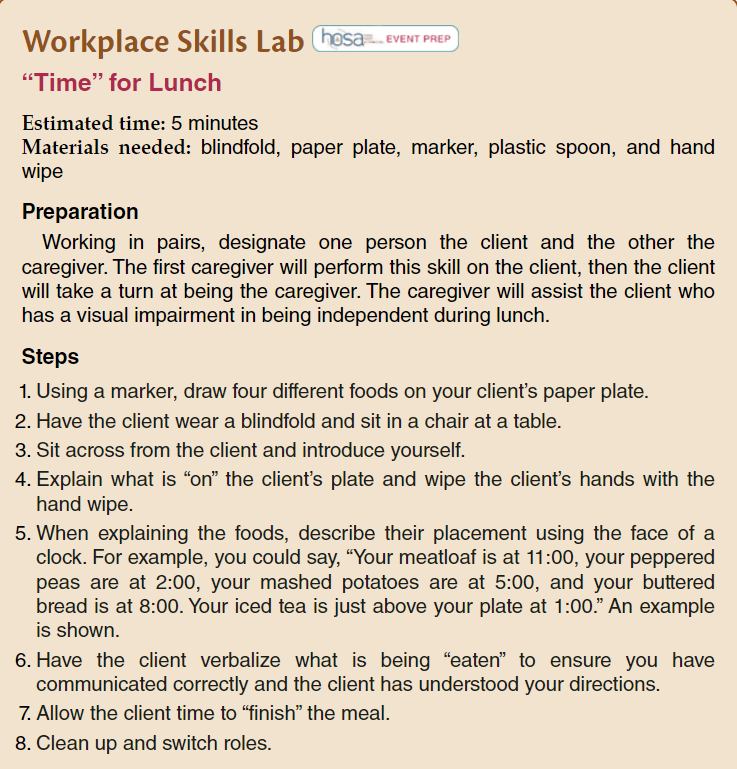 Workplace Skills Lab hosa EVENT PREP
“Time” for Lunch
Estimated time: 5 minutes
Materials needed: blindfold, paper plate, marker, plastic spoon, and hand
wipe
Preparation
Working in pairs, designate one person the client and the other the
caregiver. The first caregiver will perform this skill on the client, then the client
will take a turn at being the caregiver. The caregiver will assist the client who
has a visual impairment in being independent during lunch.
Steps
1. Using a marker, draw four different foods on your client’s paper plate.
2. Have the client wear a blindfold and sit in a chair at a table.
3. Sit across from the client and introduce yourself.
4. Explain what is “on” the client’s plate and wipe the client’s hands with the
hand wipe.
5. When explaining the foods, describe their placement using the face of a
clock. For example, you could say, “Your meatloaf is at 11:00, your peppered
peas are at 2:00, your mashed potatoes are at 5:00, and your buttered
bread is at 8:00. Your iced tea is just above your plate at 1:00.” An example
is shown.
6. Have the client verbalize what is being “eaten” to ensure you have
communicated correctly and the client has understood your directions.
7. Allow the client time to “finish” the meal.
8. Clean up and switch roles.